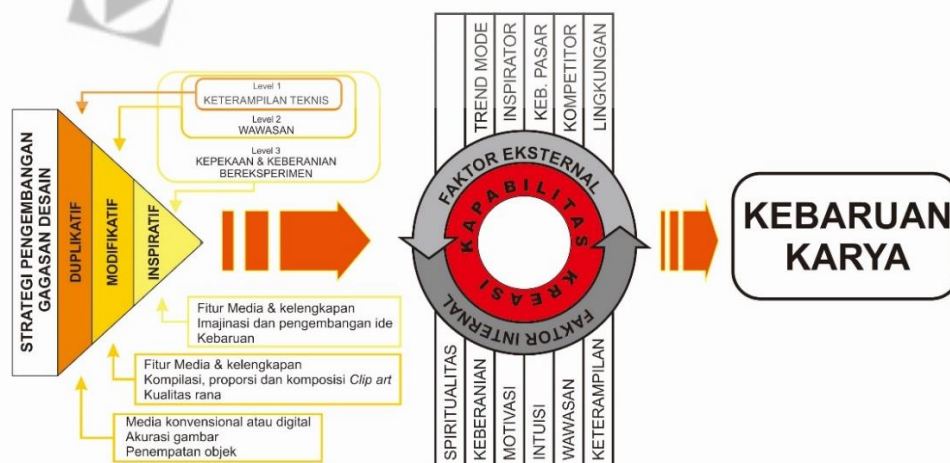 STRATEGI PENGEMBANGAN
GAGASAN DESAIN
DUPLIKATIF
MODIFIKATIF
INSPIRATIF
Level 1
KETERAMPILAN TEKNIS
Level 2
WAWASAN
Level 3
KEPEKAAN & KEBERANIAN
BEREKSPERIMEN
Fitur Media & kelengkapan
Imajinasi dan pengembangan ide
Kebaruan
Fitur Media & kelengkapan
Kompilasi, proporsi dan komposisi Clip art
Kualitas rana
Media konvensional atau digital
Akurasi gambar
Penempatan objek
TREND MODE
INSPIRATOR
KEB. PASAR
KOMPETITOR
LINGKUNGAN
FAKTOR EKSTERNAL
KAPABILITAS
KREASI
FAKTOR INTERNAL
SPIRITUALITAS
KEBERANIAN
MOTIVASI
INTUISI
WAWASAN
KETERAMPILAN
KEBARUAN
KARYA